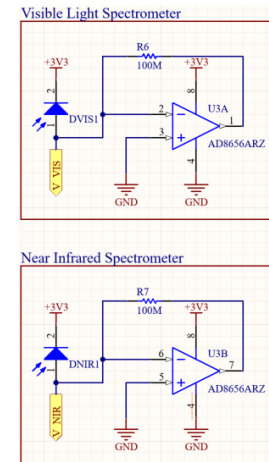 Visible Light Spectrometer
R6
+3V3
100M
+3V3
2
8
DVIS1
2
U3A
1
3
AD8656ARZ
1
4
V_VIS
GND
GND
Near Infrared Spectrometer
R7
+3V3
100M
+3V3
2
8
DNIR1
6
U3B
7
5
AD8656ARZ
1
4
V_NIR
GND
GND